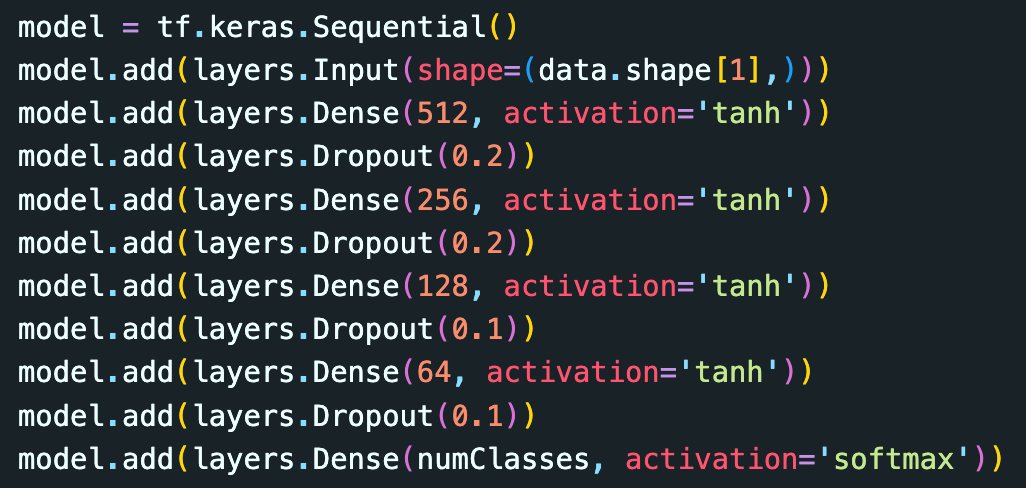 model = tf.keras.Sequential()
model.add(layers.Input(shape=(data.shape[1],)))
model.add(layers.Dense(512, activation='tanh'))
model.add(layers.Dropout(0.2))
model.add(layers.Dense(256, activation='tanh'))
model.add(layers.Dropout(0.2))
model.add(layers.Dense(128, activation='tanh'))
model.add(layers.Dropout(0.1))
model.add(layers.Dense(64, activation='tanh'))
model.add(layers.Dropout(0.1))
model.add(layers.Dense(numClasses, activation='softmax'))